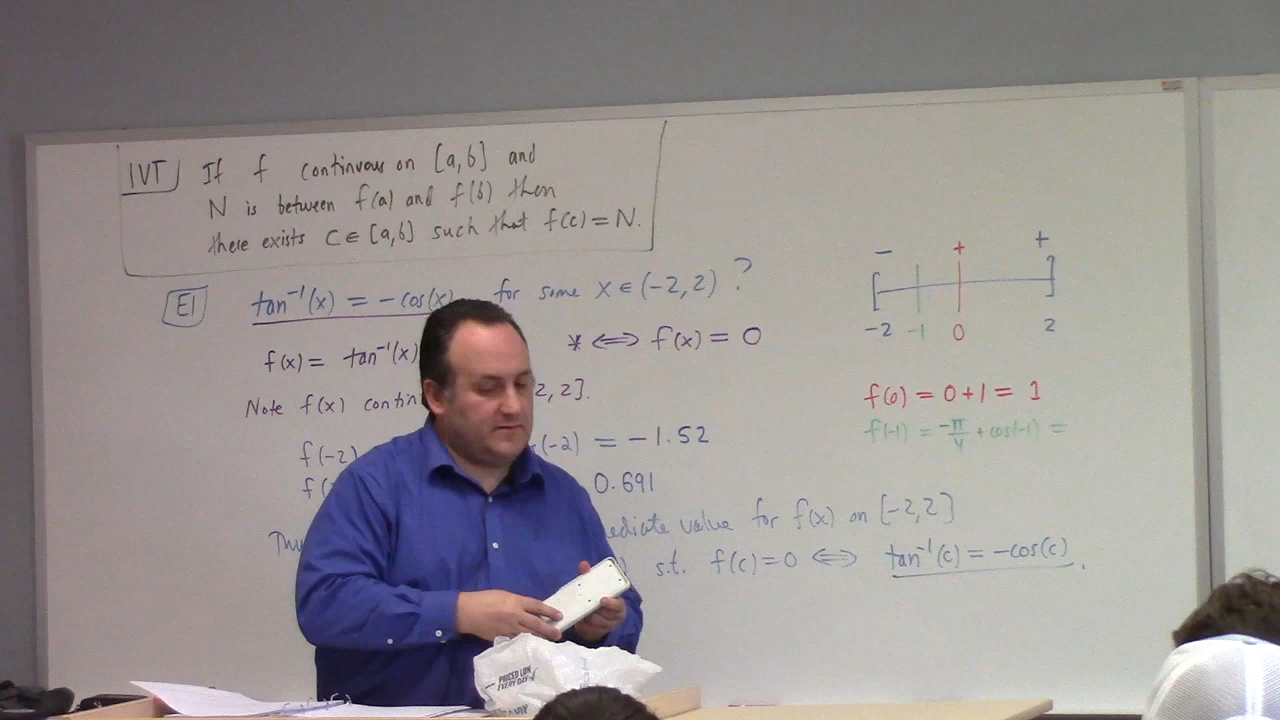 IVT If f continuous on [a,b] and
N is between f(a) and f(b) then
there exists c ∈ [a,b] such that f(c) = N.
E1 tan⁻¹(x) = -cos(x) for some x ∈ (-2,2) ?
f(x) = tan⁻¹(x) * ⟺ f(x) = 0
Note f(x) contin 2,2].
f(-2) (-2) = -1.52
f( 0.691
value for f(x) on [-2,2]
s.t. f(c) = 0 ⟺ tan⁻¹(c) = -cos(c).
- + +
-2 -1 0 2
f(0) = 0+1 = 1
f(-1) = -π/4 + cos(-1) =
PRICED LOW
EVERY DAY